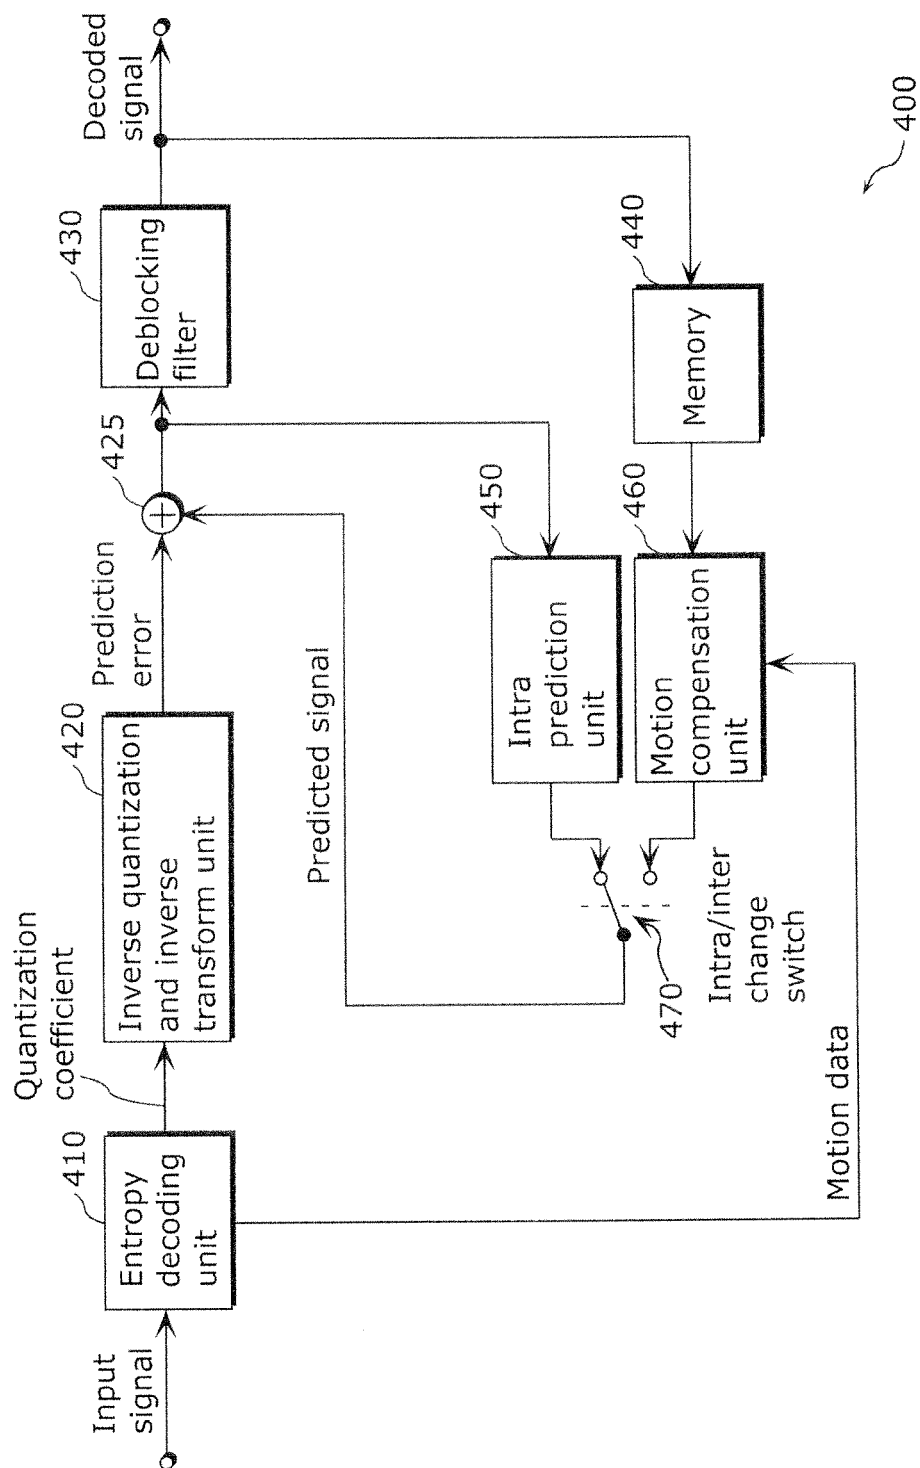 Input
signal
410
Entropy
decoding
unit
Quantization
coefficient
420
Inverse quantization
and inverse
transform unit
Prediction
error
425
430
Deblocking
filter
Decoded
signal
Predicted signal
450
Intra
prediction
unit
440
Memory
460
Motion
compensation
unit
470
Intra/inter
change
switch
Motion data
400